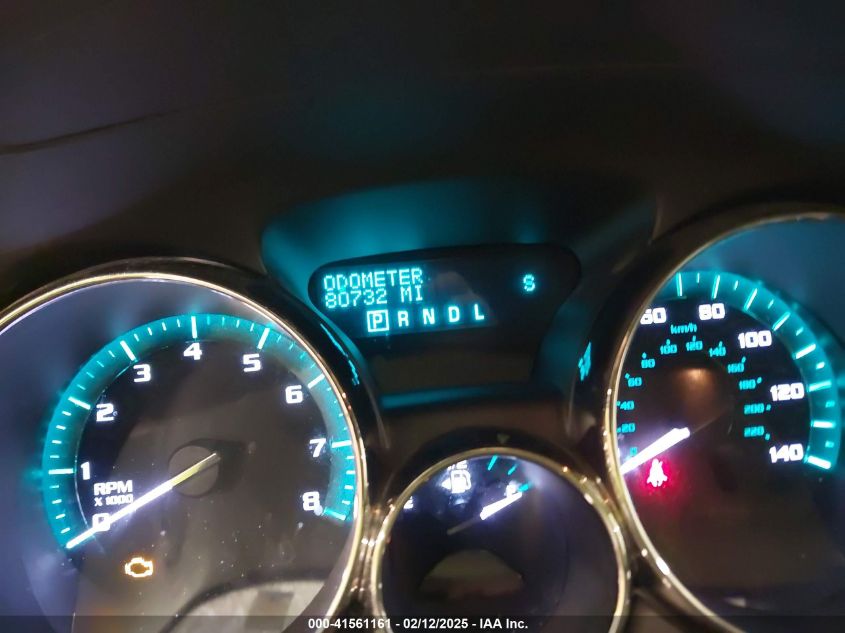 ODOMETER S
80732 MI
P R N D L
1 2 3 4 5 6 7 8
RPM
X 1000
60 80 100 120 140
km/h
20 40 60 80 100 120 140 160 180 200 220
000-41561161 - 02/12/2025 - IAA Inc.